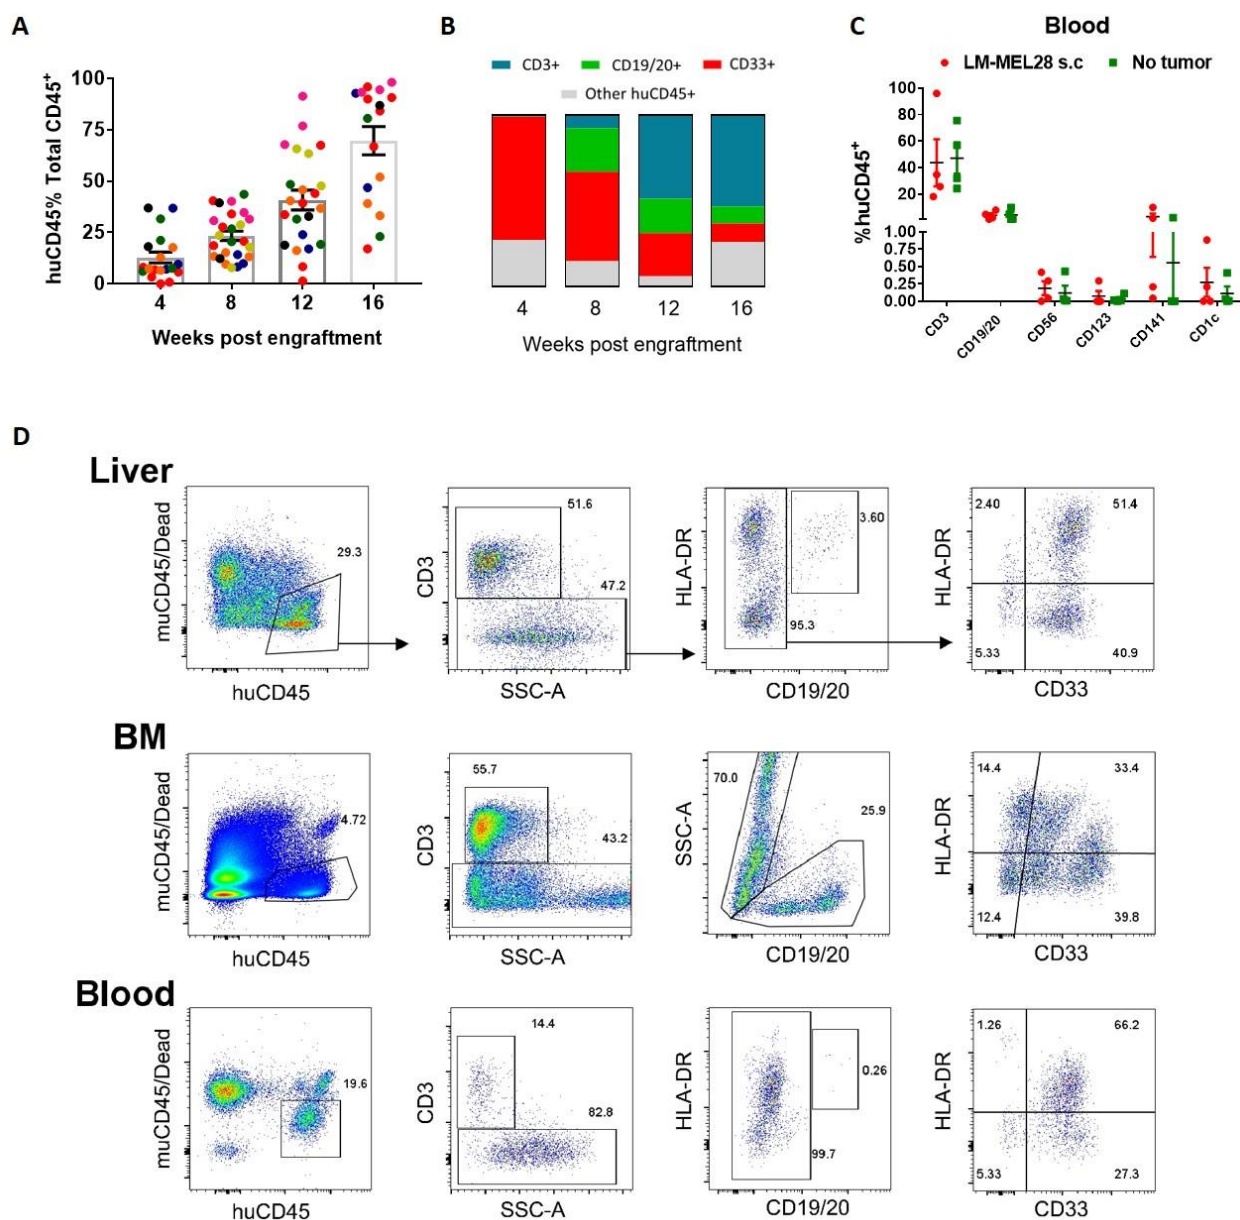 A
huCD45% Total CD45+
100
75
50
25
0
4 8 12 16
Weeks post engraftment
B
CD3+ CD19/20+ CD33+
Other huCD45+
4 8 12 16
Weeks post engraftment
C
Blood
LM-MEL28 s.c No tumor
%huCD45+
100
80
60
40
20
1.00
0.75
0.50
0.25
0.00
CD3 CD19/20 CD56 CD123 CD141 CD1c
D
Liver
muCD45/Dead
29.3
huCD45
CD3
51.6
47.2
SSC-A
HLA-DR
3.60
95.3
CD19/20
HLA-DR
2.40 51.4
5.33 40.9
CD33
BM
muCD45/Dead
4.72
huCD45
CD3
55.7
43.2
SSC-A
SSC-A
70.0
25.9
CD19/20
HLA-DR
14.4 33.4
12.4 39.8
CD33
Blood
muCD45/Dead
19.6
huCD45
CD3
14.4
82.8
SSC-A
HLA-DR
0.26
99.7
CD19/20
HLA-DR
1.26 66.2
5.33 27.3
CD33